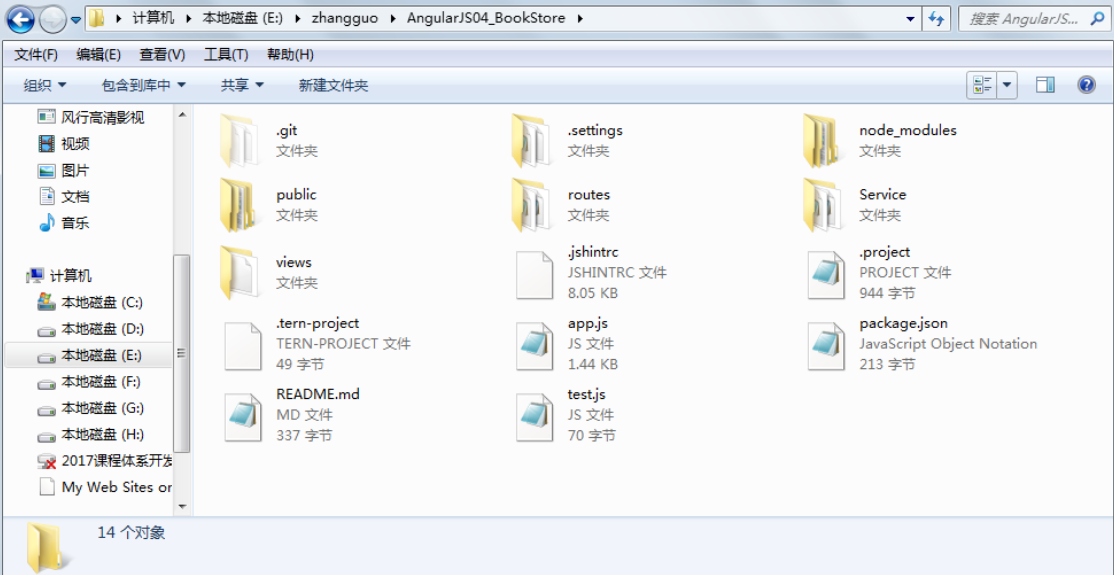 计算机 本地磁盘 (E:) zhangguo AngularJS04_BookStore 搜索 AngularJS...
文件(F) 编辑(E) 查看(V) 工具(T) 帮助(H)
组织 包含到库中 共享 新建文件夹
风行高清影视
视频
图片
文档
音乐
计算机
本地磁盘 (C:)
本地磁盘 (D:)
本地磁盘 (E:)
本地磁盘 (F:)
本地磁盘 (G:)
本地磁盘 (H:)
2017课程体系开发
My Web Sites or
.git
文件夹
.settings
文件夹
node_modules
文件夹
public
文件夹
routes
文件夹
Service
文件夹
views
文件夹
.jshintrc
JSHINTRC 文件
8.05 KB
.project
PROJECT 文件
944 字节
.tern-project
TERN-PROJECT 文件
49 字节
app.js
JS 文件
1.44 KB
package.json
JavaScript Object Notation
213 字节
README.md
MD 文件
337 字节
test.js
JS 文件
70 字节
14 个对象